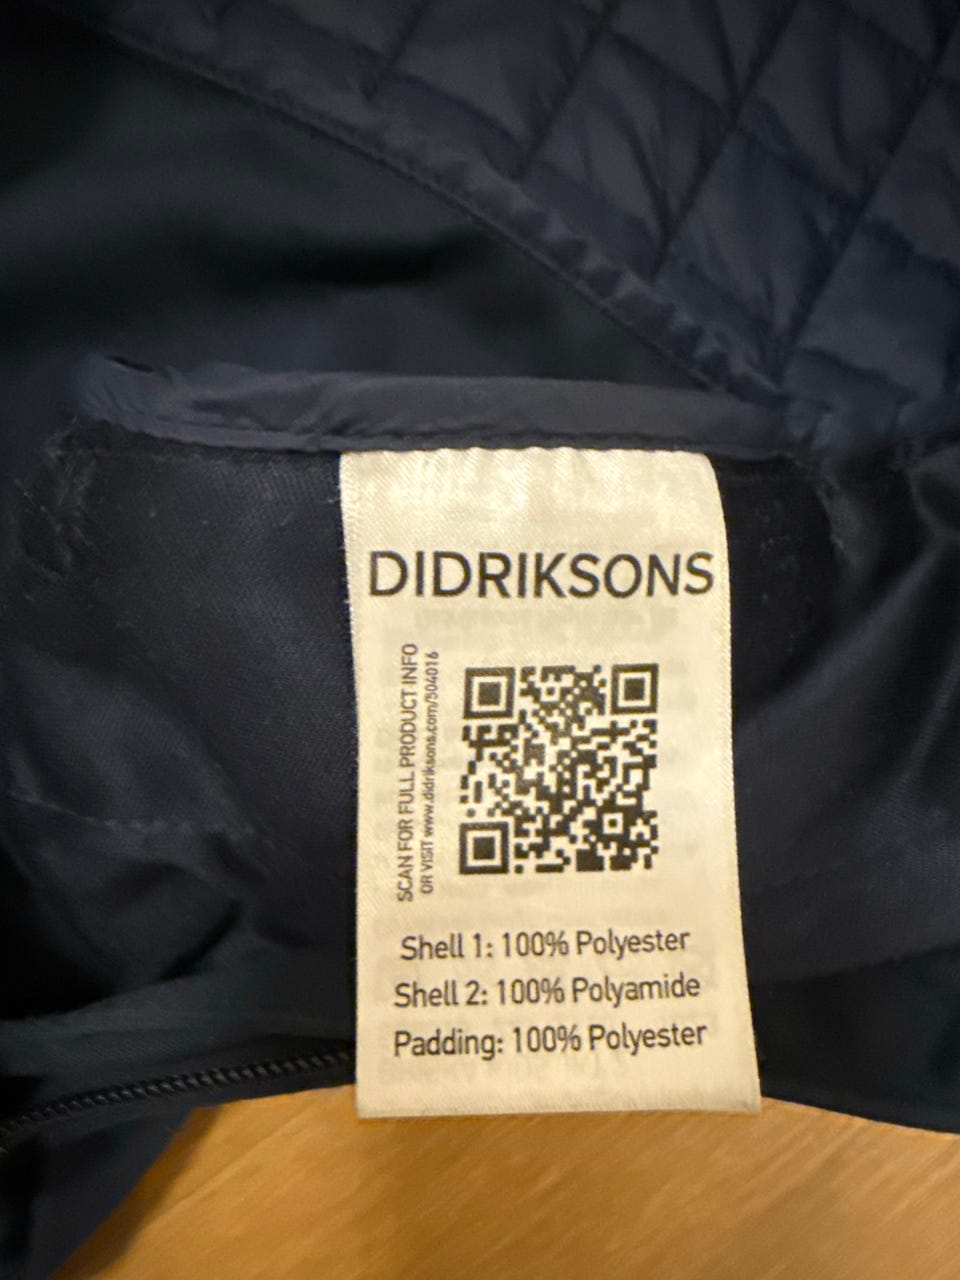 DIDRIKSONS
SCAN FOR FULL PRODUCT INFO
OR VISIT www.didriksons.com/504016
Shell 1: 100% Polyester
Shell 2: 100% Polyamide
Padding: 100% Polyester